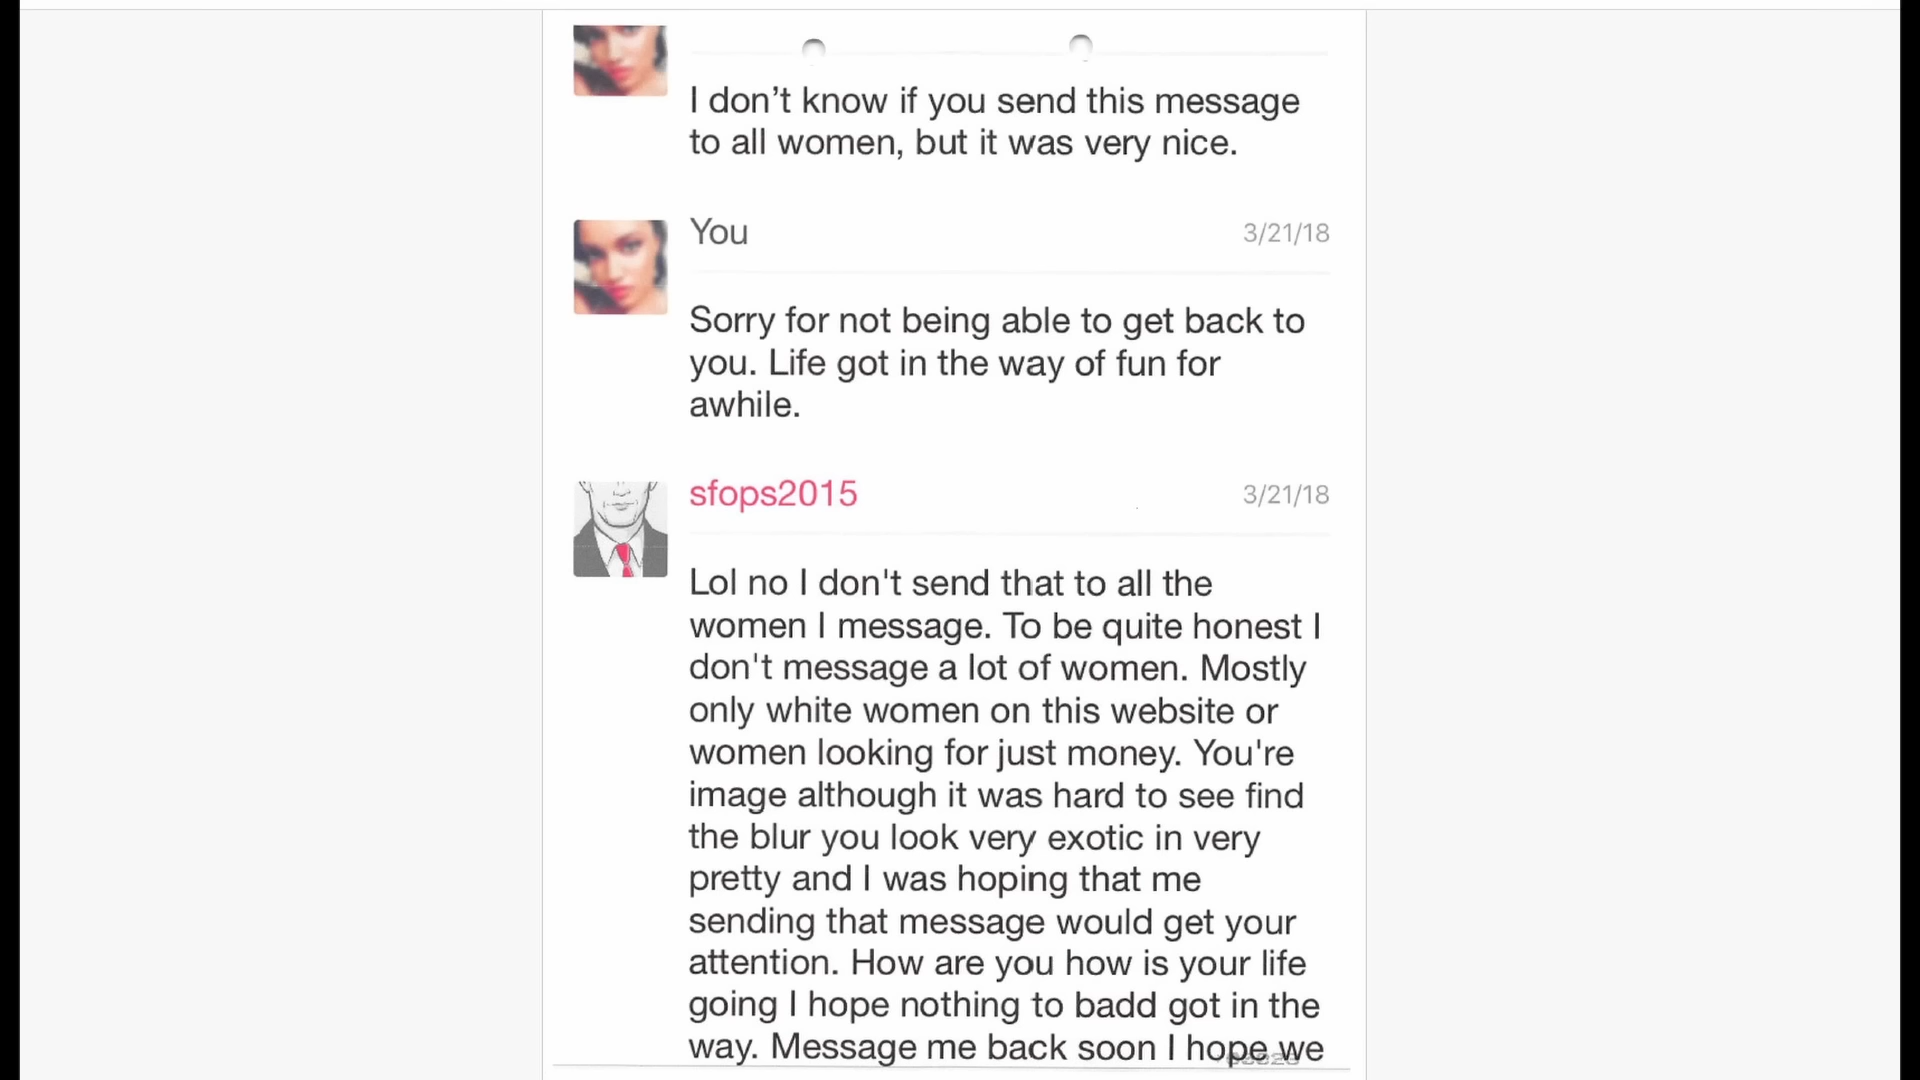 I don’t know if you send this message
to all women, but it was very nice.
You
3/21/18
Sorry for not being able to get back to
you. Life got in the way of fun for
awhile.
sfops2015
3/21/18
Lol no I don't send that to all the
women I message. To be quite honest I
don't message a lot of women. Mostly
only white women on this website or
women looking for just money. You're
image although it was hard to see find
the blur you look very exotic in very
pretty and I was hoping that me
sending that message would get your
attention. How are you how is your life
going I hope nothing to badd got in the
way. Message me back soon I hope we